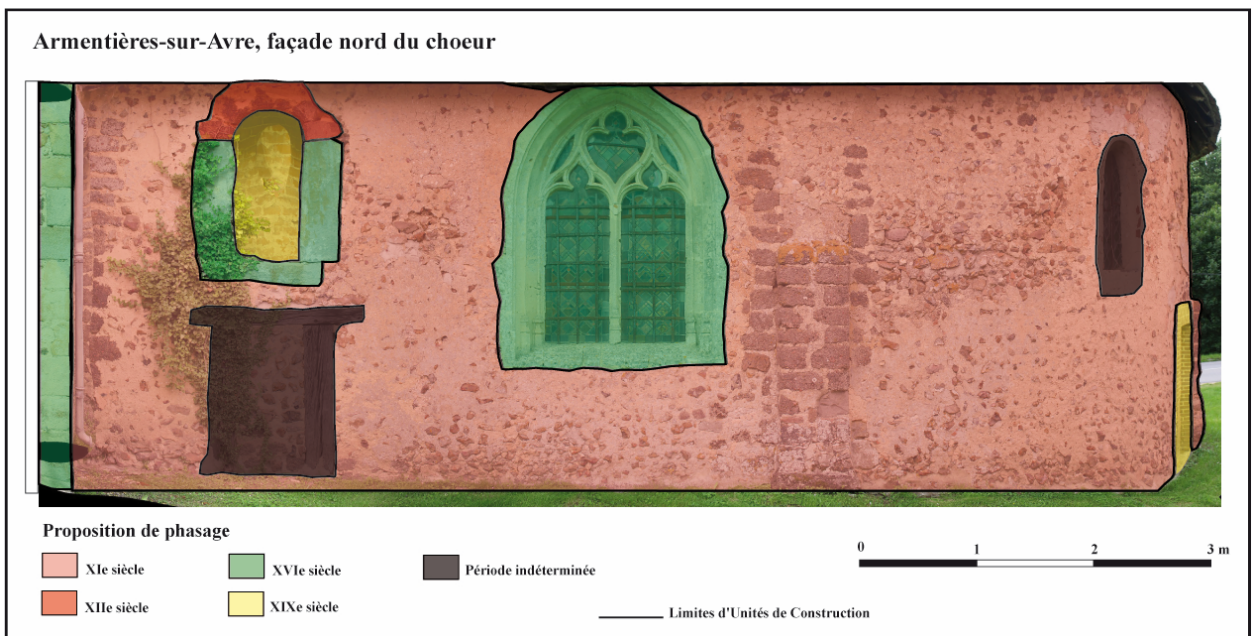 Armentières-sur-Avre, façade nord du choeur
Proposition de phasage
XIe siècle
XVIe siècle
Période indéterminée
XIIe siècle
XIXe siècle
Limites d'Unités de Construction
0 1 2 3 m